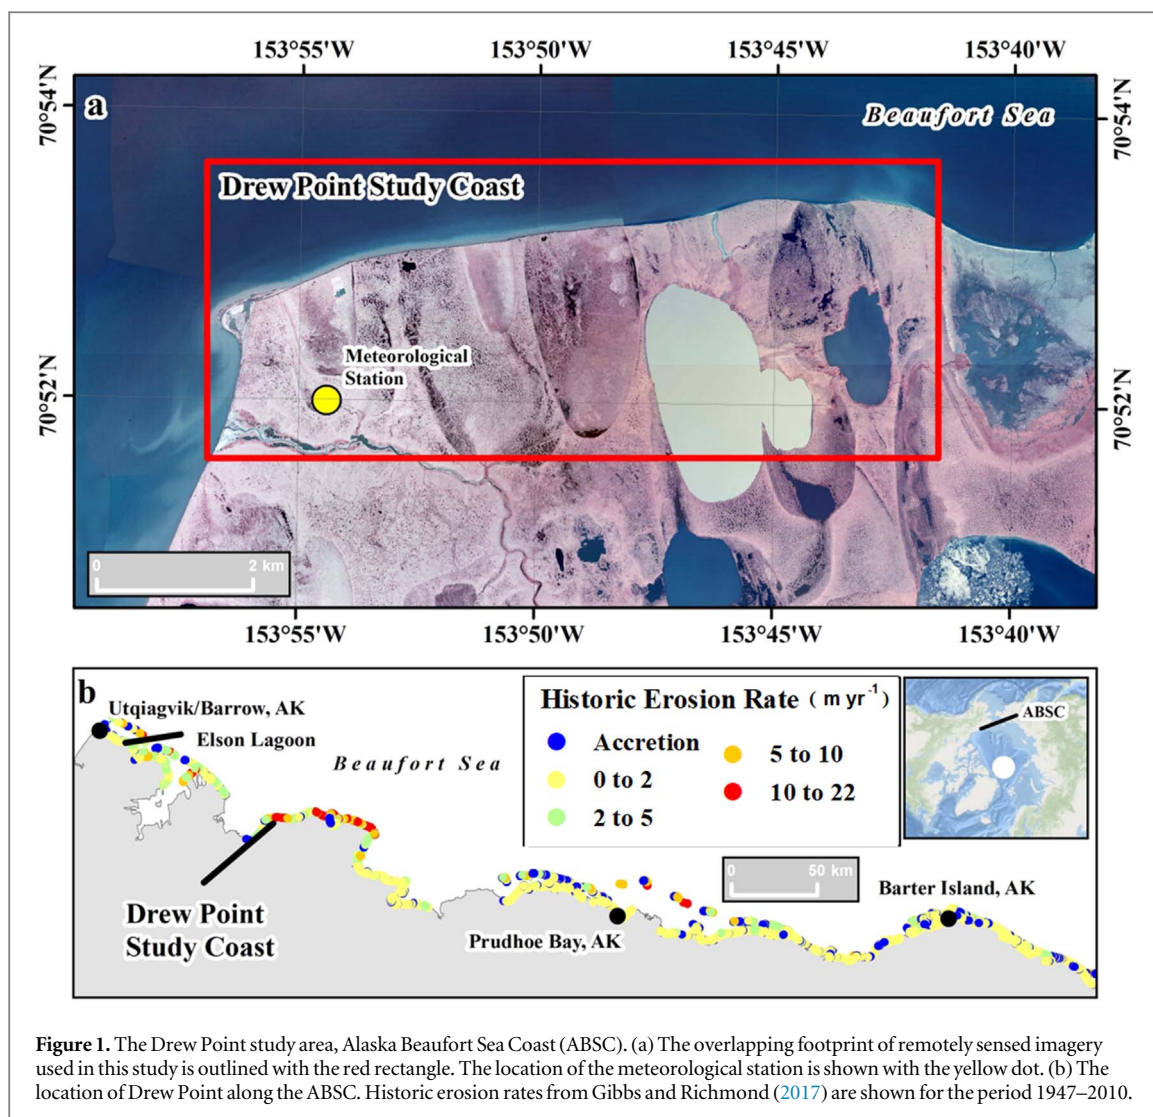 153°55'W 153°50'W 153°45'W 153°40'W
70°54'N
a
Beaufort Sea
70°54'N
Drew Point Study Coast
Meteorological
Station
70°52'N
70°52'N
0 2 km
153°55'W 153°50'W 153°45'W 153°40'W
b
Utqiagvik/Barrow, AK
Elson Lagoon
Beaufort Sea
Drew Point
Study Coast
Prudhoe Bay, AK
Historic Erosion Rate ( m yr-1)
Accretion
0 to 2
2 to 5
5 to 10
10 to 22
ABSC
0 50 km
Barter Island, AK
Figure 1. The Drew Point study area, Alaska Beaufort Sea Coast (ABSC). (a) The overlapping footprint of remotely sensed imagery
used in this study is outlined with the red rectangle. The location of the meteorological station is shown with the yellow dot. (b) The
location of Drew Point along the ABSC. Historic erosion rates from Gibbs and Richmond (2017) are shown for the period 1947–2010.